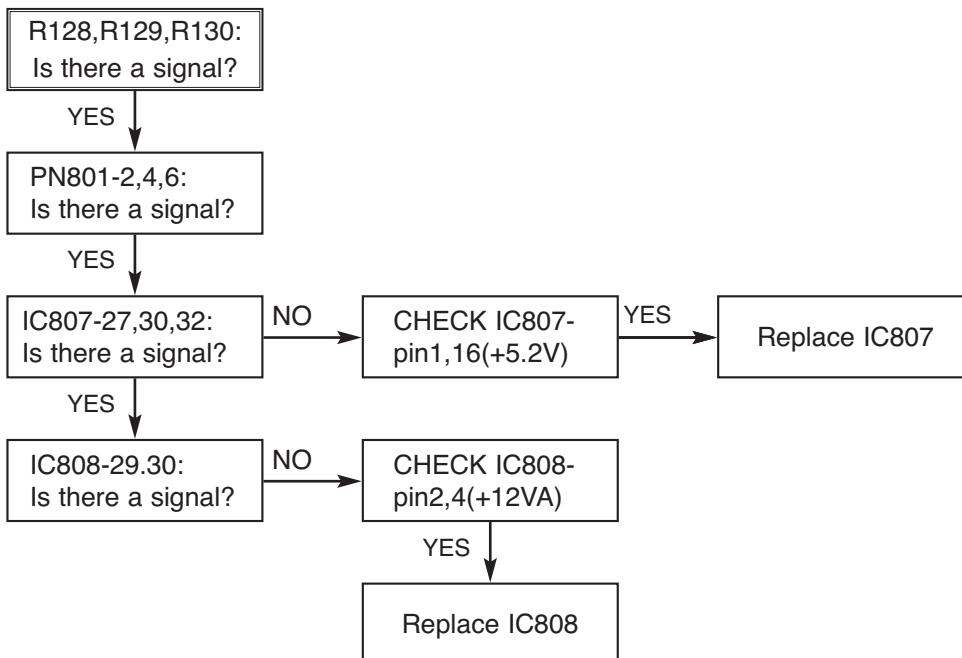 R128,R129,R130:
Is there a signal?
YES
PN801-2,4,6:
Is there a signal?
YES
IC807-27,30,32:
Is there a signal?
NO
CHECK IC807-
pin1,16(+5.2V)
YES
Replace IC807
YES
IC808-29.30:
Is there a signal?
NO
CHECK IC808-
pin2,4(+12VA)
YES
Replace IC808